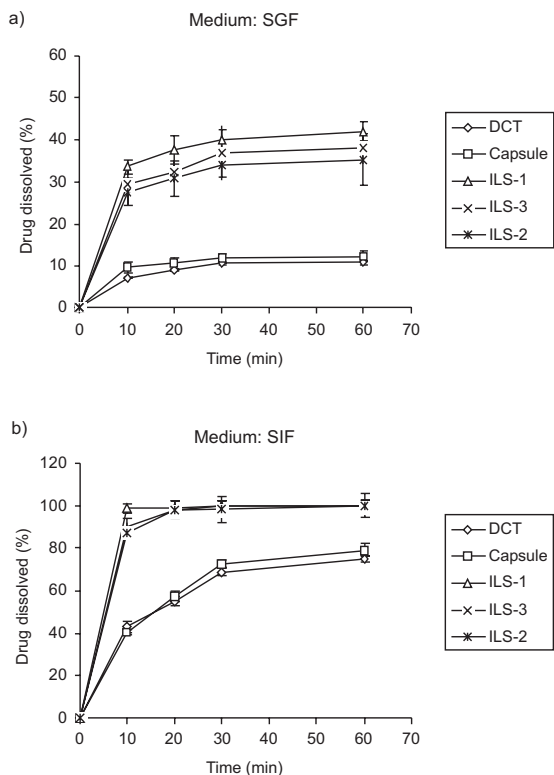 a)
Medium: SGF
60
50
40
30
20
10
0
0 10 20 30 40 50 60 70
Drug dissolved (%)
Time (min)
DCT
Capsule
ILS-1
ILS-3
ILS-2
b)
Medium: SIF
120
100
80
60
40
20
0
0 10 20 30 40 50 60 70
Drug dissolved (%)
Time (min)
DCT
Capsule
ILS-1
ILS-3
ILS-2